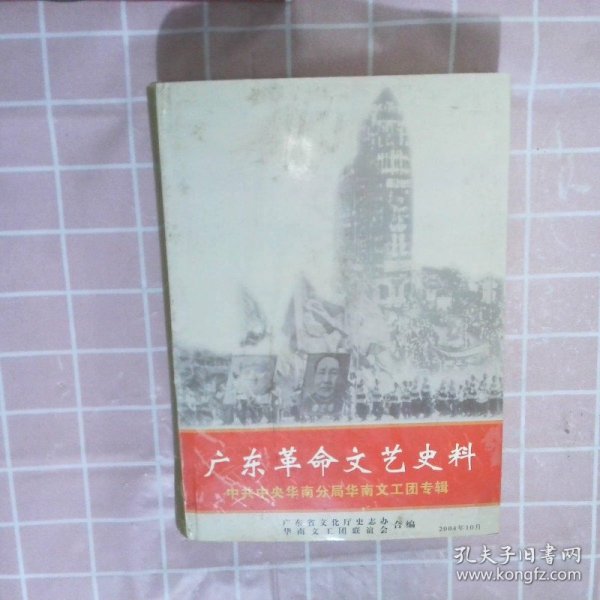 广东革命文艺史料
中共中央华南分局华南文工团专辑
广东省文化厅史志办
华南文工团联谊会
合编
2004年10月
孔夫子旧书网
www.kongfz.com